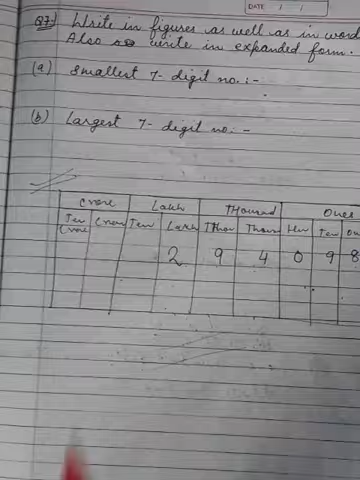 DATE / /
Q7:) Write in figures as well as in word
Also write in expanded form.
(a) Smallest 7-digit no.:-
(b) Largest 7-digit no.:-
Crore Lakh Thousand Ones
Ten Crore Crore Ten Lakh TThou Thou Hun Ten On
2 9 4 0 9 8